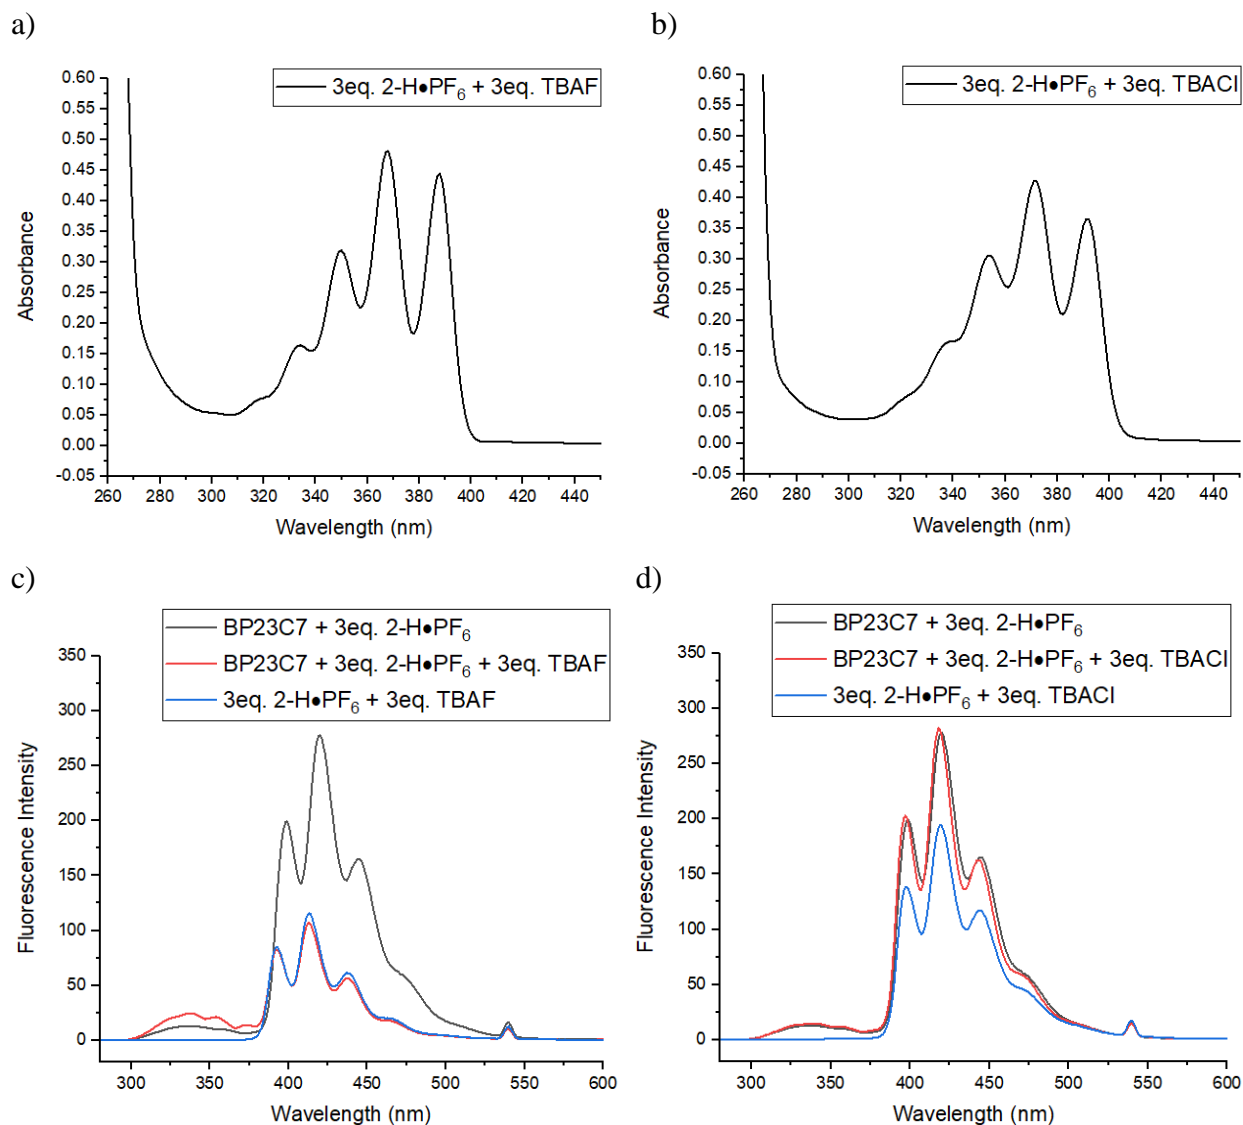 a)
3eq. 2-H●PF6 + 3eq. TBAF
0.60
0.55
0.50
0.45
0.40
0.35
0.30
0.25
0.20
0.15
0.10
0.05
0.00
-0.05
Absorbance
260 280 300 320 340 360 380 400 420 440
Wavelength (nm)
b)
3eq. 2-H●PF6 + 3eq. TBACl
0.60
0.55
0.50
0.45
0.40
0.35
0.30
0.25
0.20
0.15
0.10
0.05
0.00
-0.05
Absorbance
260 280 300 320 340 360 380 400 420 440
Wavelength (nm)
c)
BP23C7 + 3eq. 2-H●PF6
BP23C7 + 3eq. 2-H●PF6 + 3eq. TBAF
3eq. 2-H●PF6 + 3eq. TBAF
350
300
250
200
150
100
50
0
Fluorescence Intensity
300 350 400 450 500 550 600
Wavelength (nm)
d)
BP23C7 + 3eq. 2-H●PF6
BP23C7 + 3eq. 2-H●PF6 + 3eq. TBACl
3eq. 2-H●PF6 + 3eq. TBACl
350
300
250
200
150
100
50
0
Fluorescence Intensity
300 350 400 450 500 550 600
Wavelength (nm)